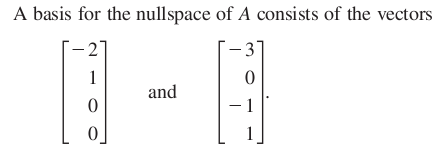 A basis for the nullspace of A consists of the vectors
[-2 1 0 0] and [-3 0 -1 1].